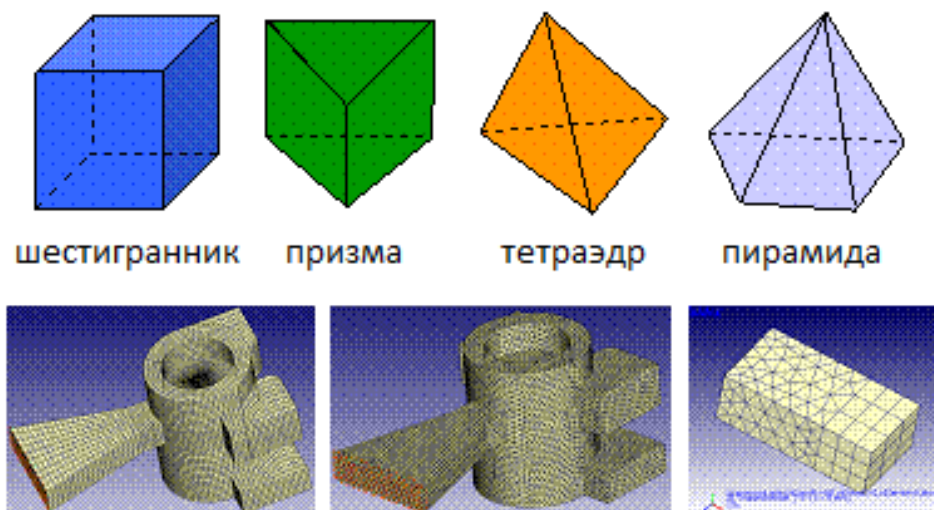 шестигранник призма тетраэдр пирамида